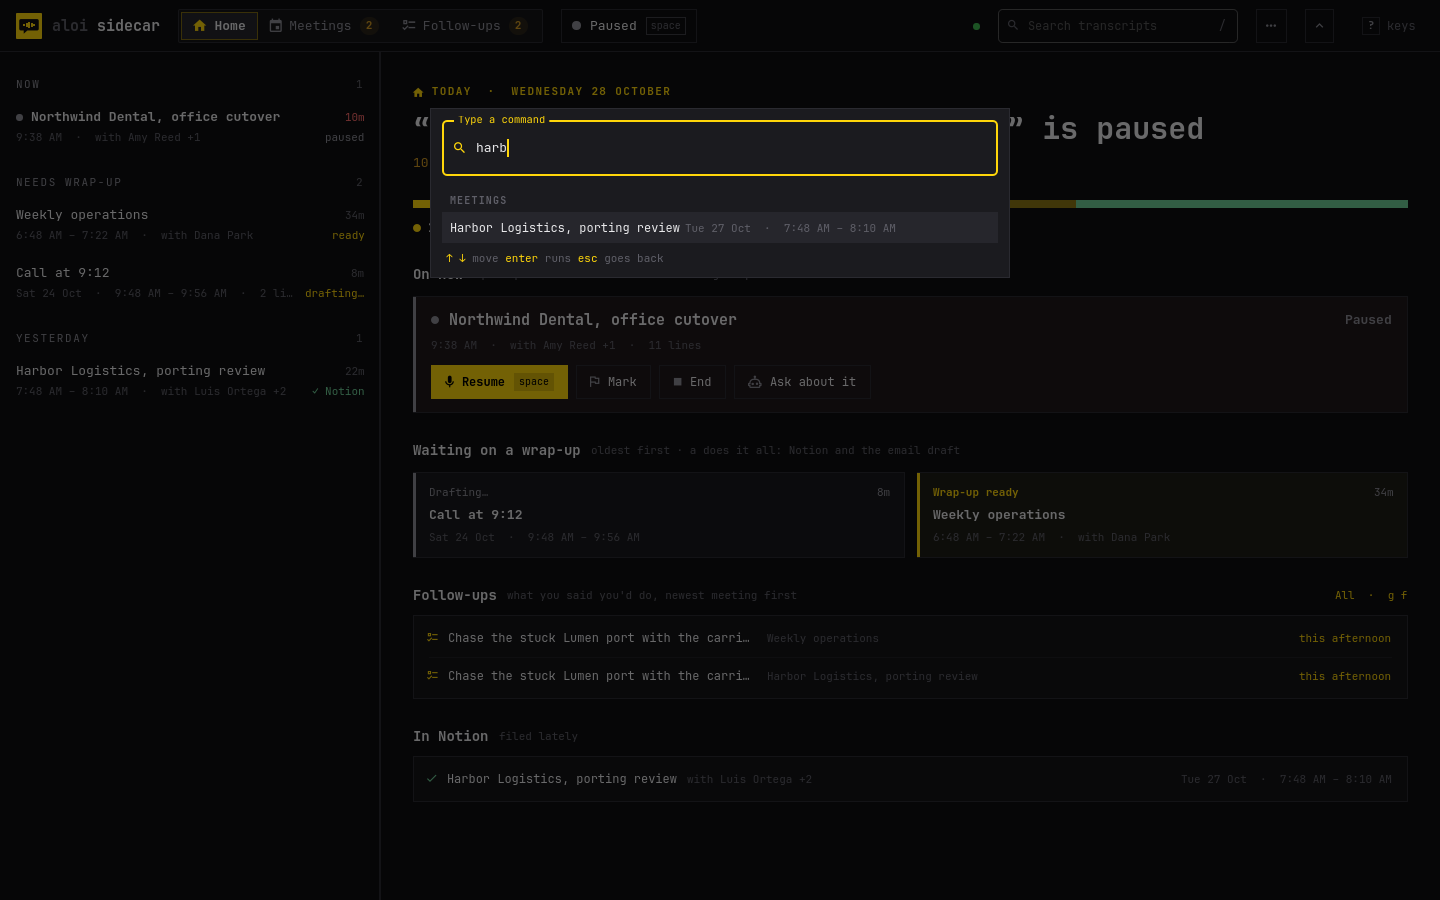 aloi sidecar Home Meetings 2 Follow-ups 2 Paused space Search transcripts / ? keys
NOW 1
Northwind Dental, office cutover 10m
9:38 AM · with Amy Reed +1 paused
NEEDS WRAP-UP 2
Weekly operations 34m
6:48 AM – 7:22 AM · with Dana Park ready
Call at 9:12 8m
Sat 24 Oct · 9:48 AM – 9:56 AM · 2 li… drafting…
YESTERDAY 1
Harbor Logistics, porting review 22m
7:48 AM – 8:10 AM · with Luis Ortega +2 ✓ Notion
TODAY · WEDNESDAY 28 OCTOBER
“ ” is paused
10
Type a command
harb
MEETINGS
Harbor Logistics, porting review Tue 27 Oct · 7:48 AM – 8:10 AM
↑ ↓ move enter runs esc goes back
On
Northwind Dental, office cutover Paused
9:38 AM · with Amy Reed +1 · 11 lines
Resume space Mark End Ask about it
Waiting on a wrap-up oldest first · a does it all: Notion and the email draft
Drafting… 8m
Call at 9:12
Sat 24 Oct · 9:48 AM – 9:56 AM
Wrap-up ready 34m
Weekly operations
6:48 AM – 7:22 AM · with Dana Park
Follow-ups what you said you'd do, newest meeting first All · g f
Chase the stuck Lumen port with the carri… Weekly operations this afternoon
Chase the stuck Lumen port with the carri… Harbor Logistics, porting review this afternoon
In Notion filed lately
Harbor Logistics, porting review with Luis Ortega +2 Tue 27 Oct · 7:48 AM – 8:10 AM